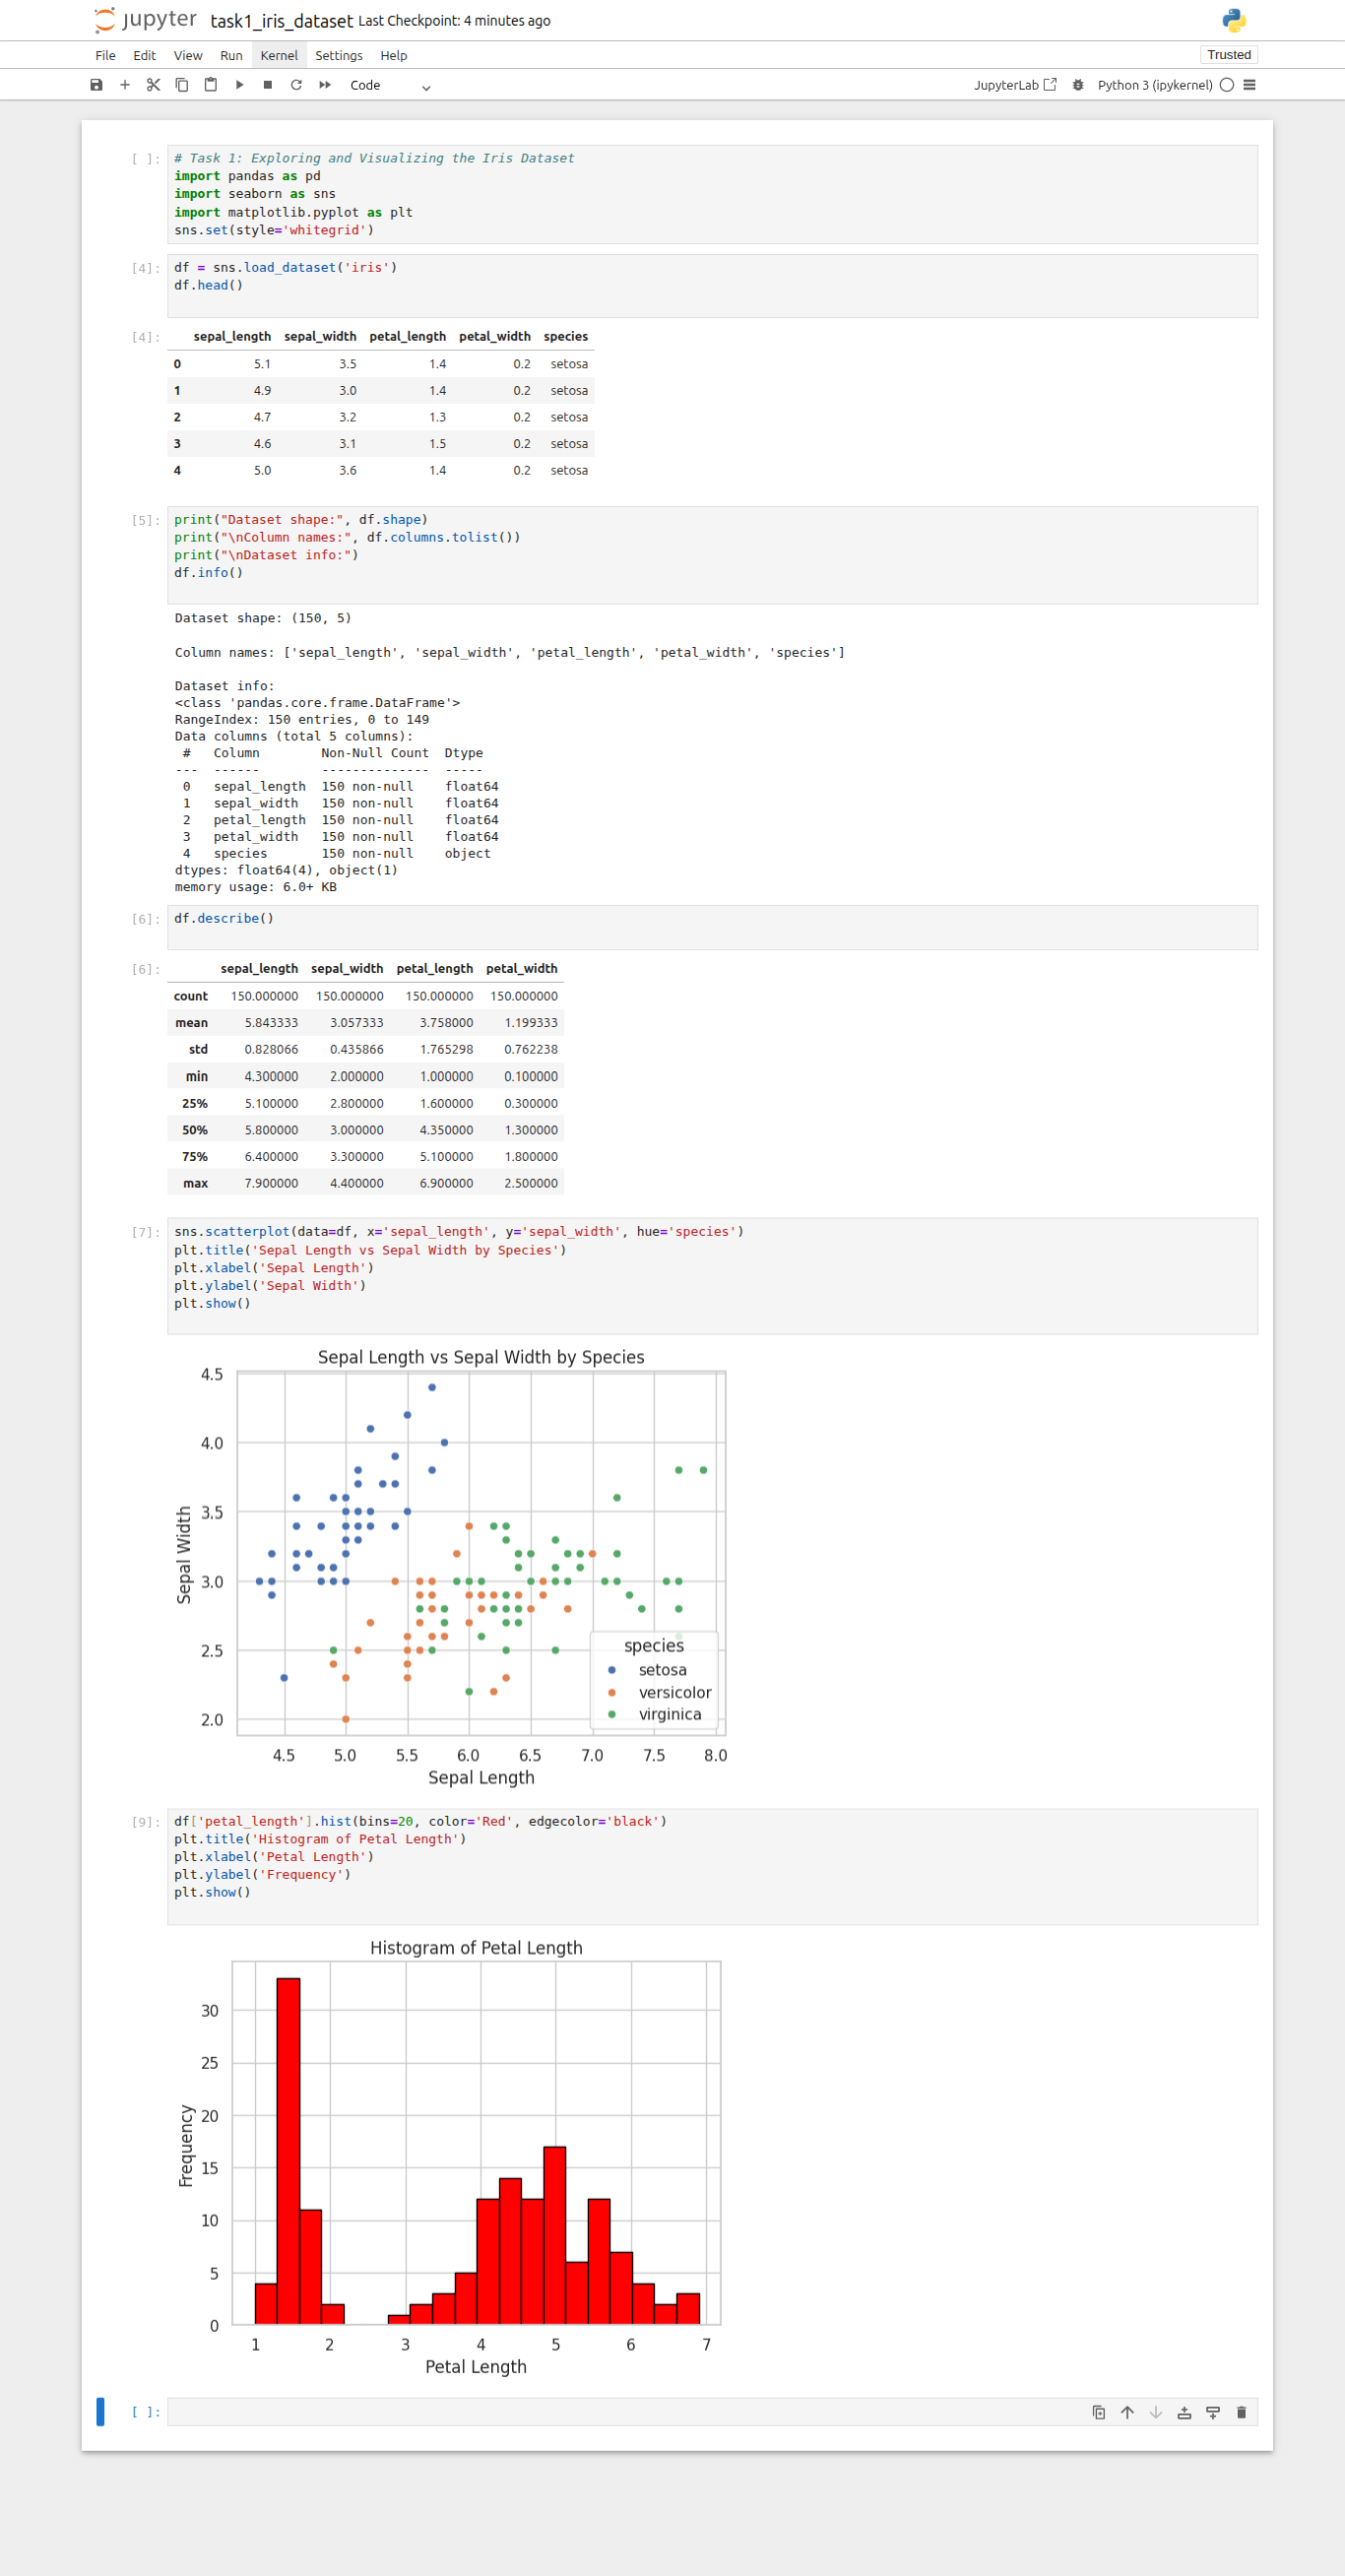 jupyter task1_iris_dataset Last Checkpoint: 4 minutes ago
File Edit View Run Kernel Settings Help Trusted
Code JupyterLab Python 3 (ipykernel)
[ ]: # Task 1: Exploring and Visualizing the Iris Dataset
import pandas as pd
import seaborn as sns
import matplotlib.pyplot as plt
sns.set(style='whitegrid')
[4]: df = sns.load_dataset('iris')
df.head()
[4]: sepal_length sepal_width petal_length petal_width species
0 5.1 3.5 1.4 0.2 setosa
1 4.9 3.0 1.4 0.2 setosa
2 4.7 3.2 1.3 0.2 setosa
3 4.6 3.1 1.5 0.2 setosa
4 5.0 3.6 1.4 0.2 setosa
[5]: print("Dataset shape:", df.shape)
print("\nColumn names:", df.columns.tolist())
print("\nDataset info:")
df.info()
Dataset shape: (150, 5)
Column names: ['sepal_length', 'sepal_width', 'petal_length', 'petal_width', 'species']
Dataset info:
<class 'pandas.core.frame.DataFrame'>
RangeIndex: 150 entries, 0 to 149
Data columns (total 5 columns):
# Column Non-Null Count Dtype
--- ------ -------------- -----
0 sepal_length 150 non-null float64
1 sepal_width 150 non-null float64
2 petal_length 150 non-null float64
3 petal_width 150 non-null float64
4 species 150 non-null object
dtypes: float64(4), object(1)
memory usage: 6.0+ KB
[6]: df.describe()
[6]: sepal_length sepal_width petal_length petal_width
count 150.000000 150.000000 150.000000 150.000000
mean 5.843333 3.057333 3.758000 1.199333
std 0.828066 0.435866 1.765298 0.762238
min 4.300000 2.000000 1.000000 0.100000
25% 5.100000 2.800000 1.600000 0.300000
50% 5.800000 3.000000 4.350000 1.300000
75% 6.400000 3.300000 5.100000 1.800000
max 7.900000 4.400000 6.900000 2.500000
[7]: sns.scatterplot(data=df, x='sepal_length', y='sepal_width', hue='species')
plt.title('Sepal Length vs Sepal Width by Species')
plt.xlabel('Sepal Length')
plt.ylabel('Sepal Width')
plt.show()
Sepal Length vs Sepal Width by Species
4.5
4.0
3.5
3.0
2.5
2.0
Sepal Width
species
setosa
versicolor
virginica
4.5 5.0 5.5 6.0 6.5 7.0 7.5 8.0
Sepal Length
[9]: df['petal_length'].hist(bins=20, color='Red', edgecolor='black')
plt.title('Histogram of Petal Length')
plt.xlabel('Petal Length')
plt.ylabel('Frequency')
plt.show()
Histogram of Petal Length
30
25
20
15
10
5
0
Frequency
1 2 3 4 5 6 7
Petal Length
[ ]: